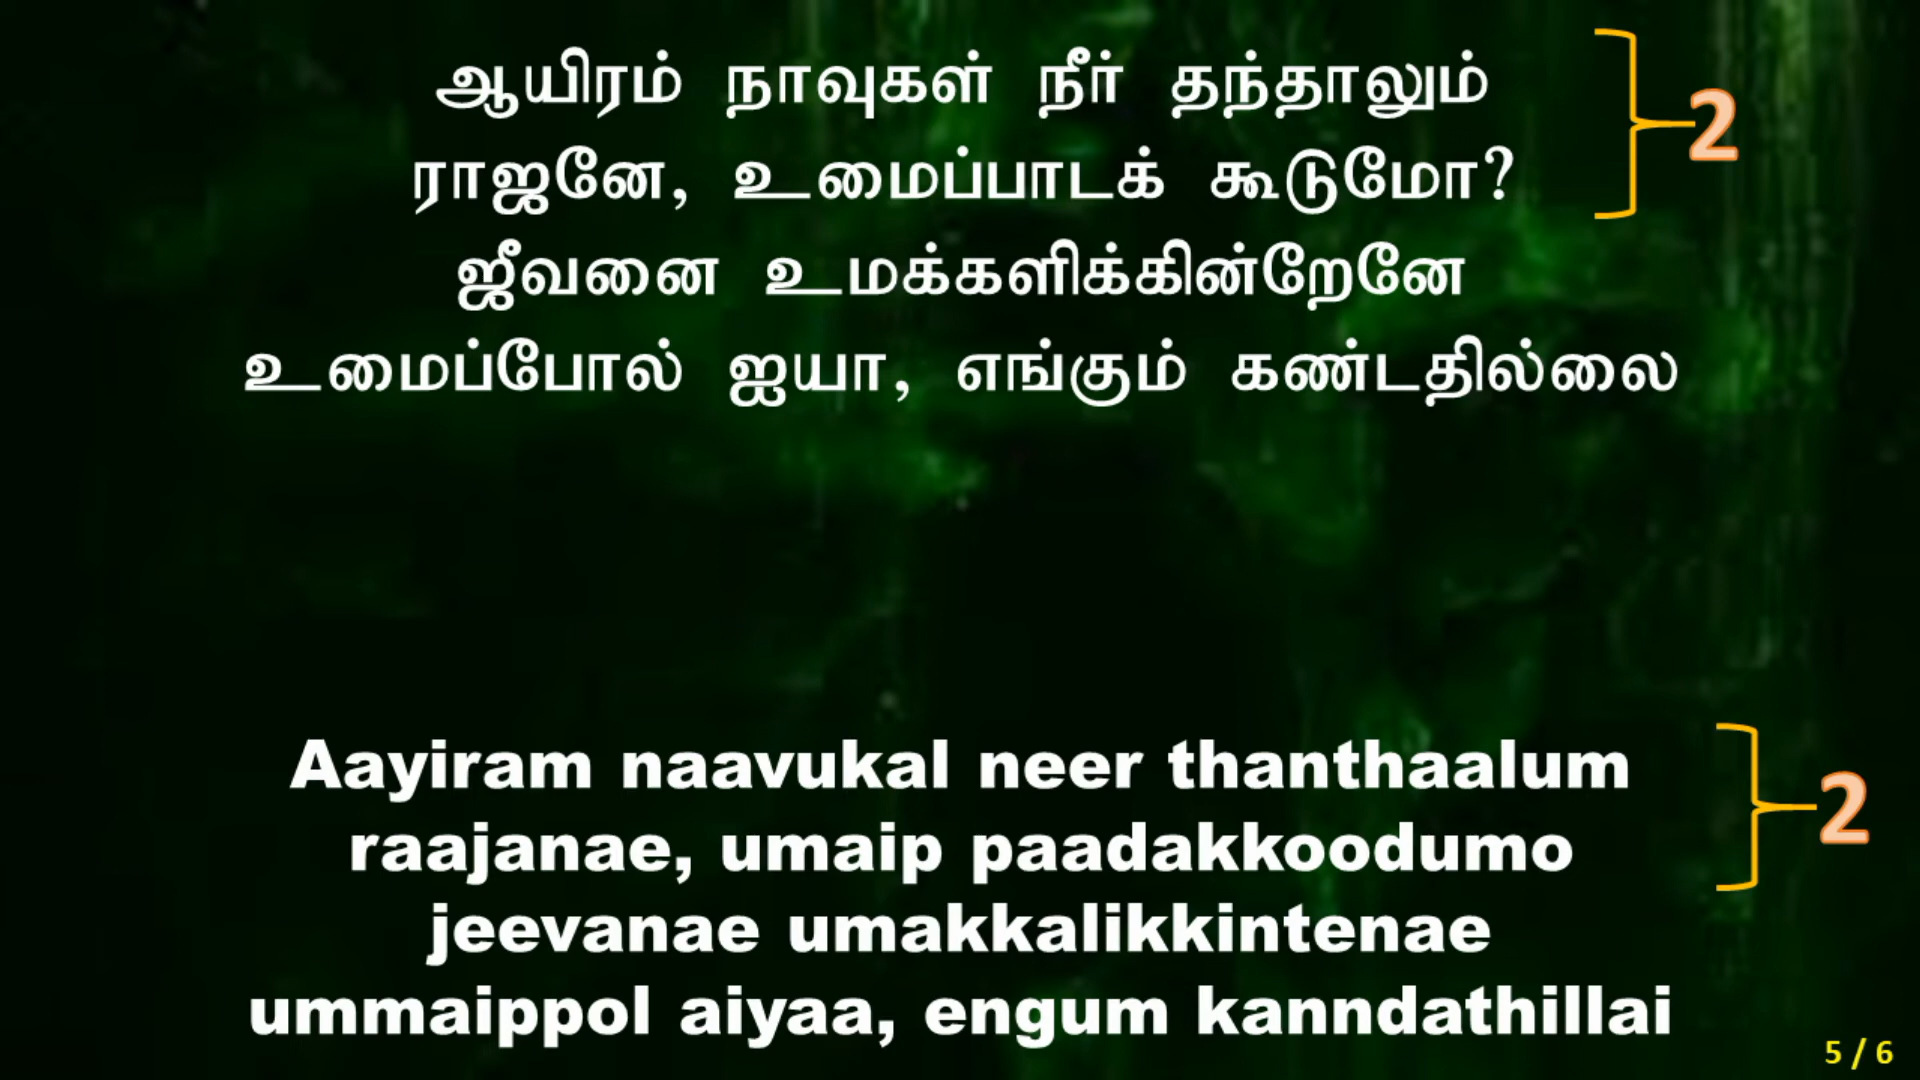 ஆயிரம் நாவுகள் நீர் தந்தாலும்
ராஜனே, உமைப்பாடக் கூடுமோ?
2
ஜீவனை உமக்களிக்கின்றேனே
உமைப்போல் ஐயா, எங்கும் கண்டதில்லை
Aayiram naavukal neer thanthaalum
raajanae, umaip paadakkoodumo
2
jeevanae umakkalikkintenae
ummaippol aiyaa, engum kanndathillai
5 / 6